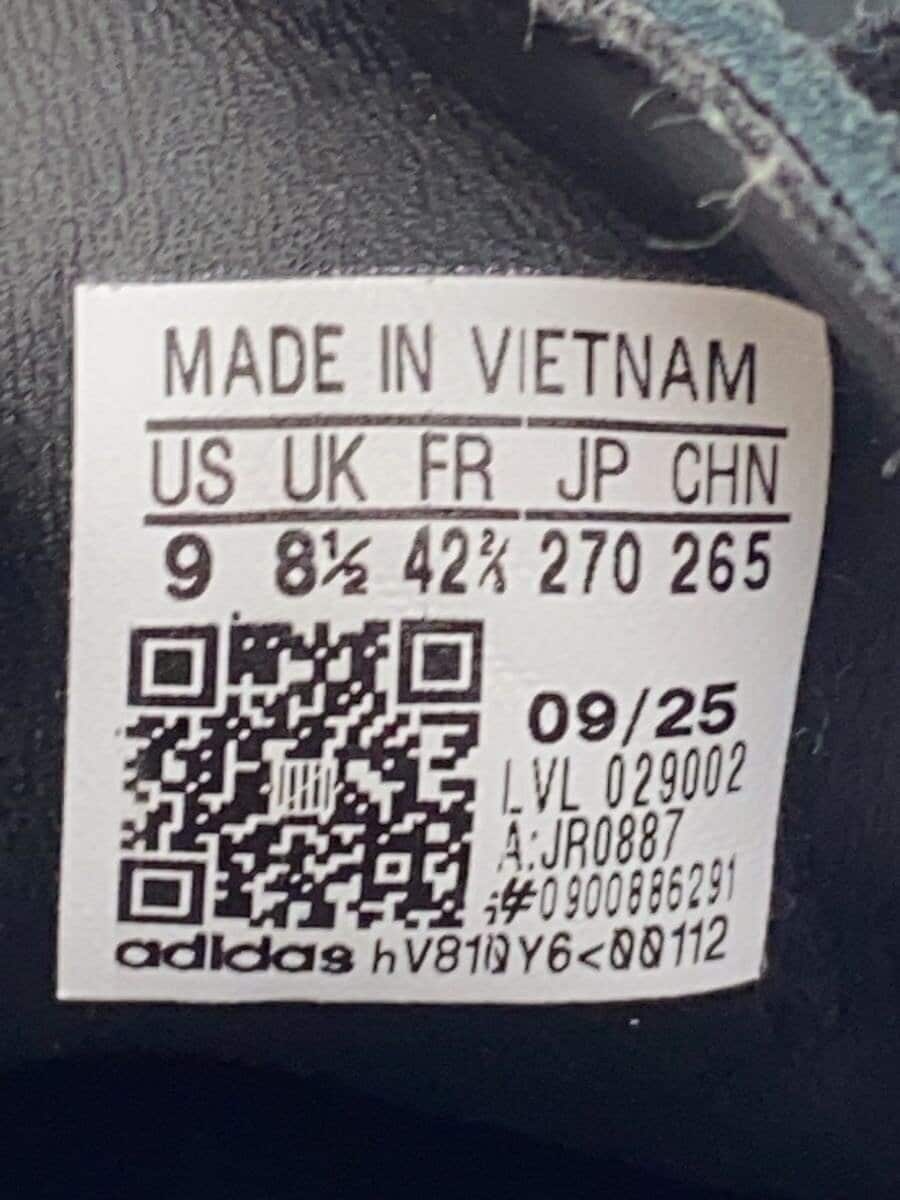 MADE IN VIETNAM
US UK FR JP CHN
9 8½ 42⅔ 270 265
09/25
LVL 029002
A:JR0887
#0900886291
adidas